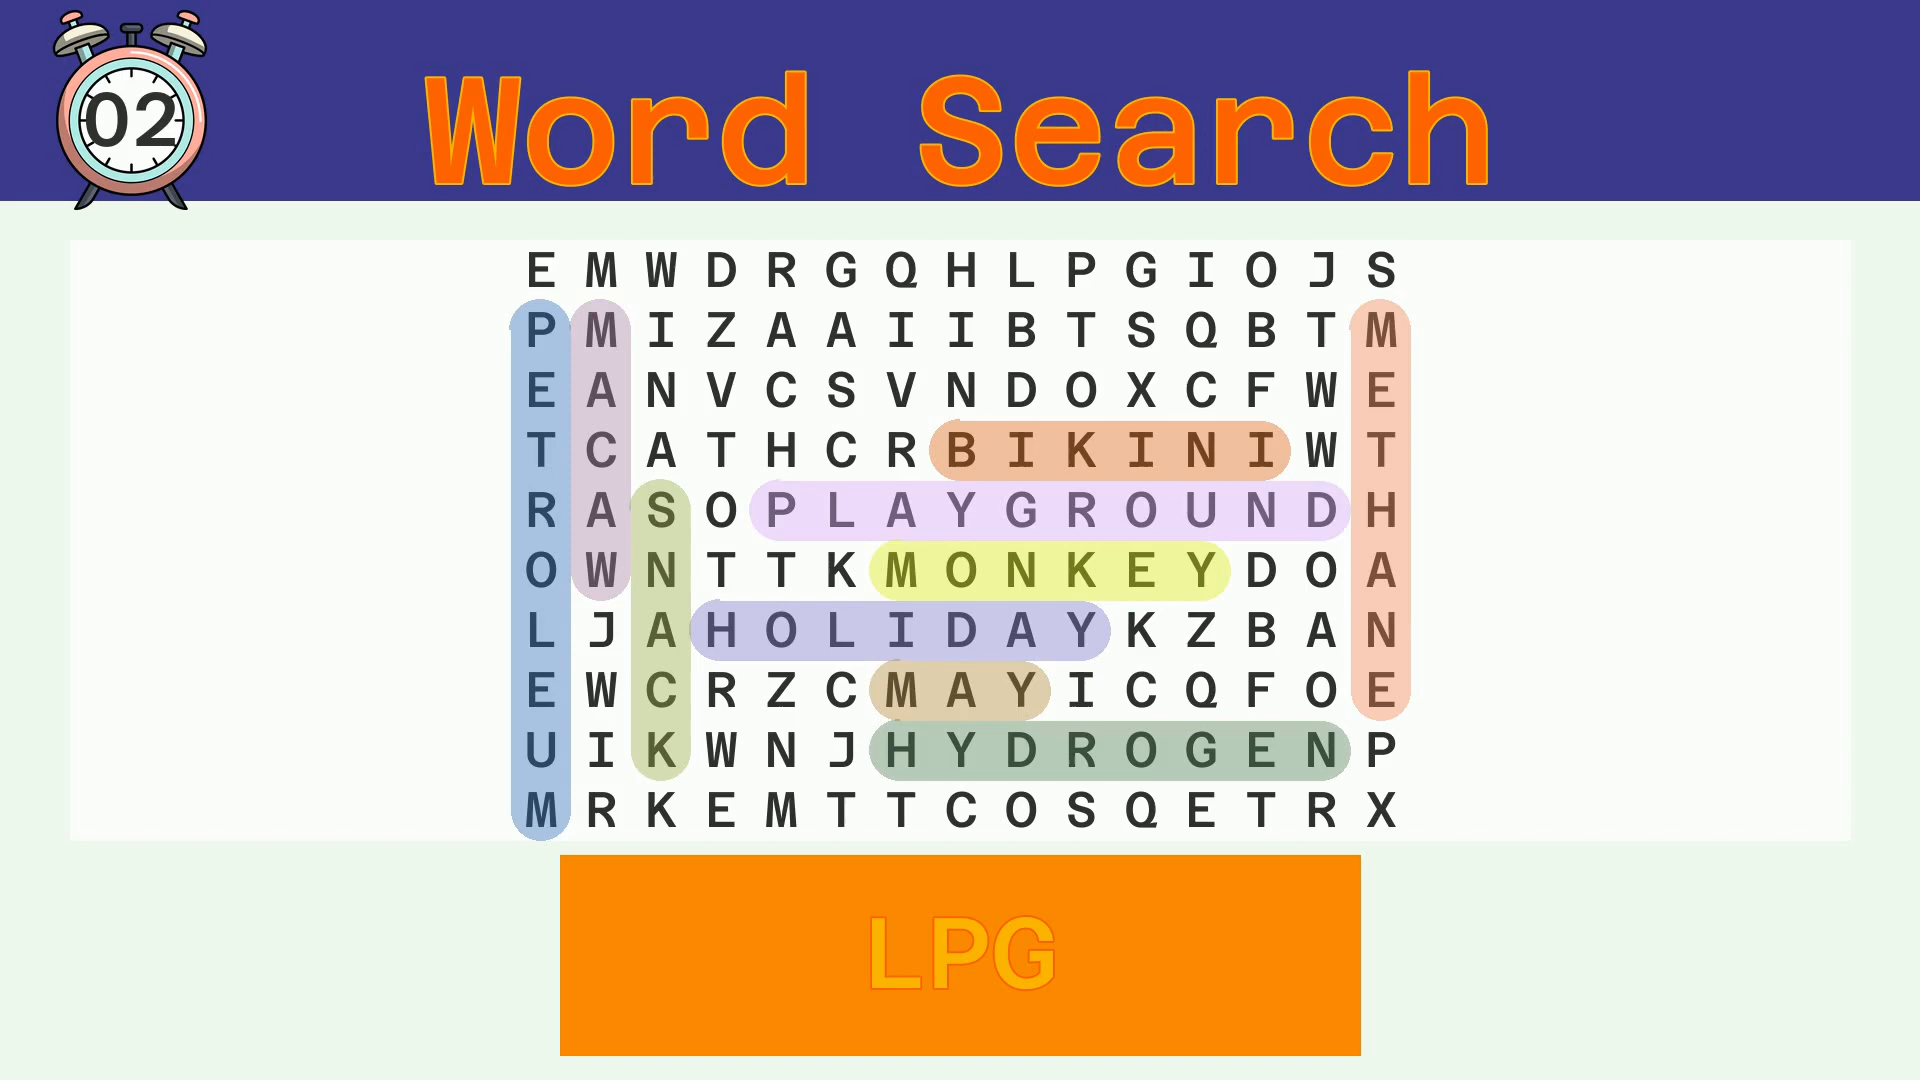 02
Word Search
E M W D R G Q H L P G I O J S
P M I Z A A I I B T S Q B T M
E A N V C S V N D O X C F W E
T C A T H C R B I K I N I W T
R A S O P L A Y G R O U N D H
O W N T T K M O N K E Y D O A
L J A H O L I D A Y K Z B A N
E W C R Z C M A Y I C Q F O E
U I K W N J H Y D R O G E N P
M R K E M T T C O S Q E T R X
LPG